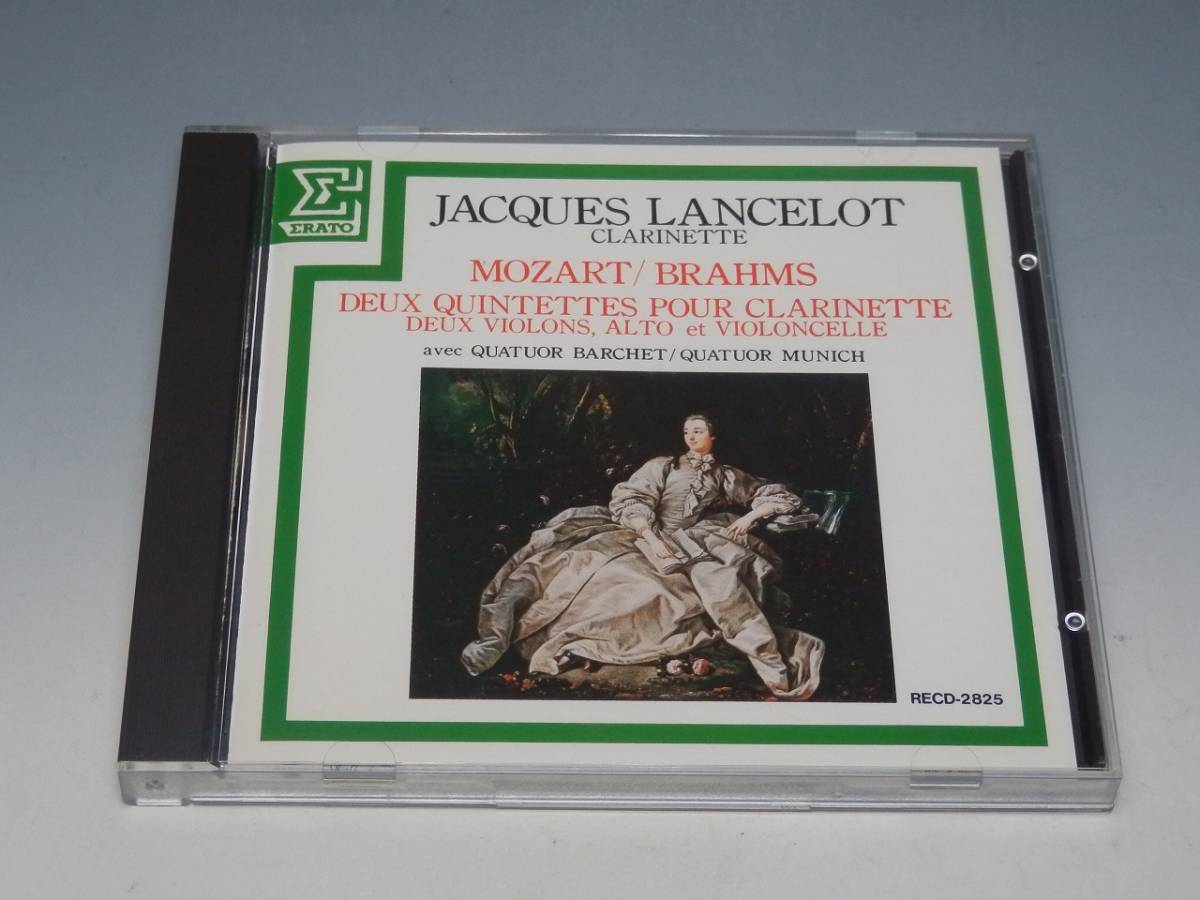 ERATO
JACQUES LANCELOT
CLARINETTE
MOZART/BRAHMS
DEUX QUINTETTES POUR CLARINETTE
DEUX VIOLONS, ALTO et VIOLONCELLE
avec QUATUOR BARCHET/QUATUOR MUNICH
RECD-2825